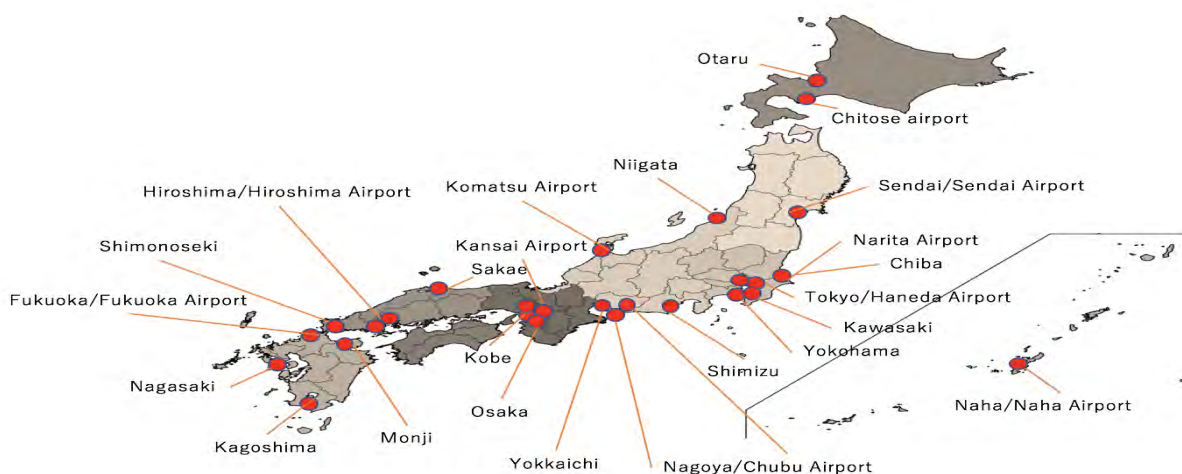 Otaru
Chitose airport
Niigata
Hiroshima/Hiroshima Airport
Komatsu Airport
Sendai/Sendai Airport
Shimonoseki
Kansai Airport
Narita Airport
Sakae
Chiba
Fukuoka/Fukuoka Airport
Tokyo/Haneda Airport
Kawasaki
Kobe
Yokohama
Shimizu
Nagasaki
Naha/Naha Airport
Osaka
Kagoshima
Monji
Yokkaichi
Nagoya/Chubu Airport